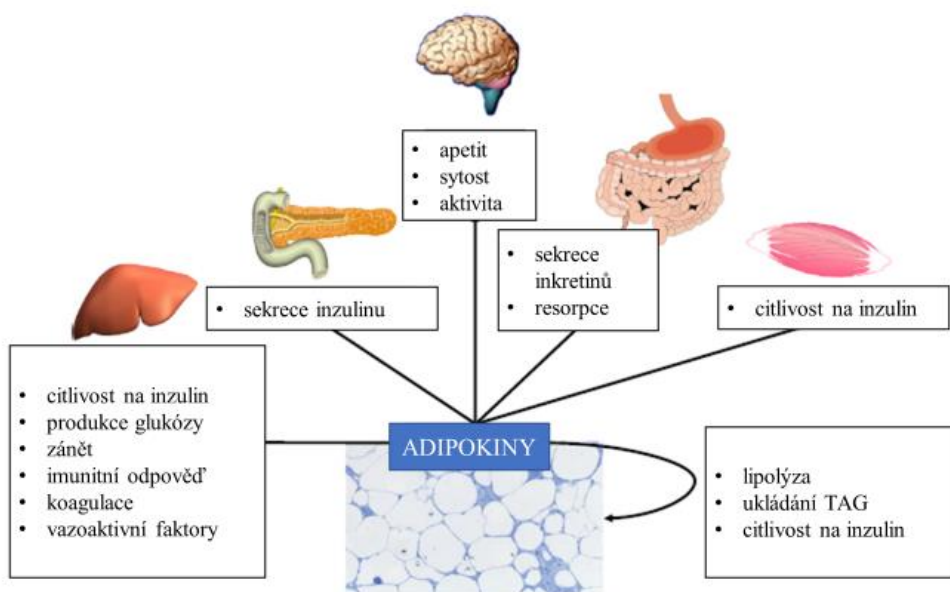 • apetit
• sytost
• aktivita
• sekrece
inkretinů
• resorpce
• sekrece inzulinu
• citlivost na inzulin
• citlivost na inzulin
• produkce glukózy
• zánět
• imunitní odpověď
• koagulace
• vazoaktivní faktory
ADIPOKINY
• lipolýza
• ukládání TAG
• citlivost na inzulin